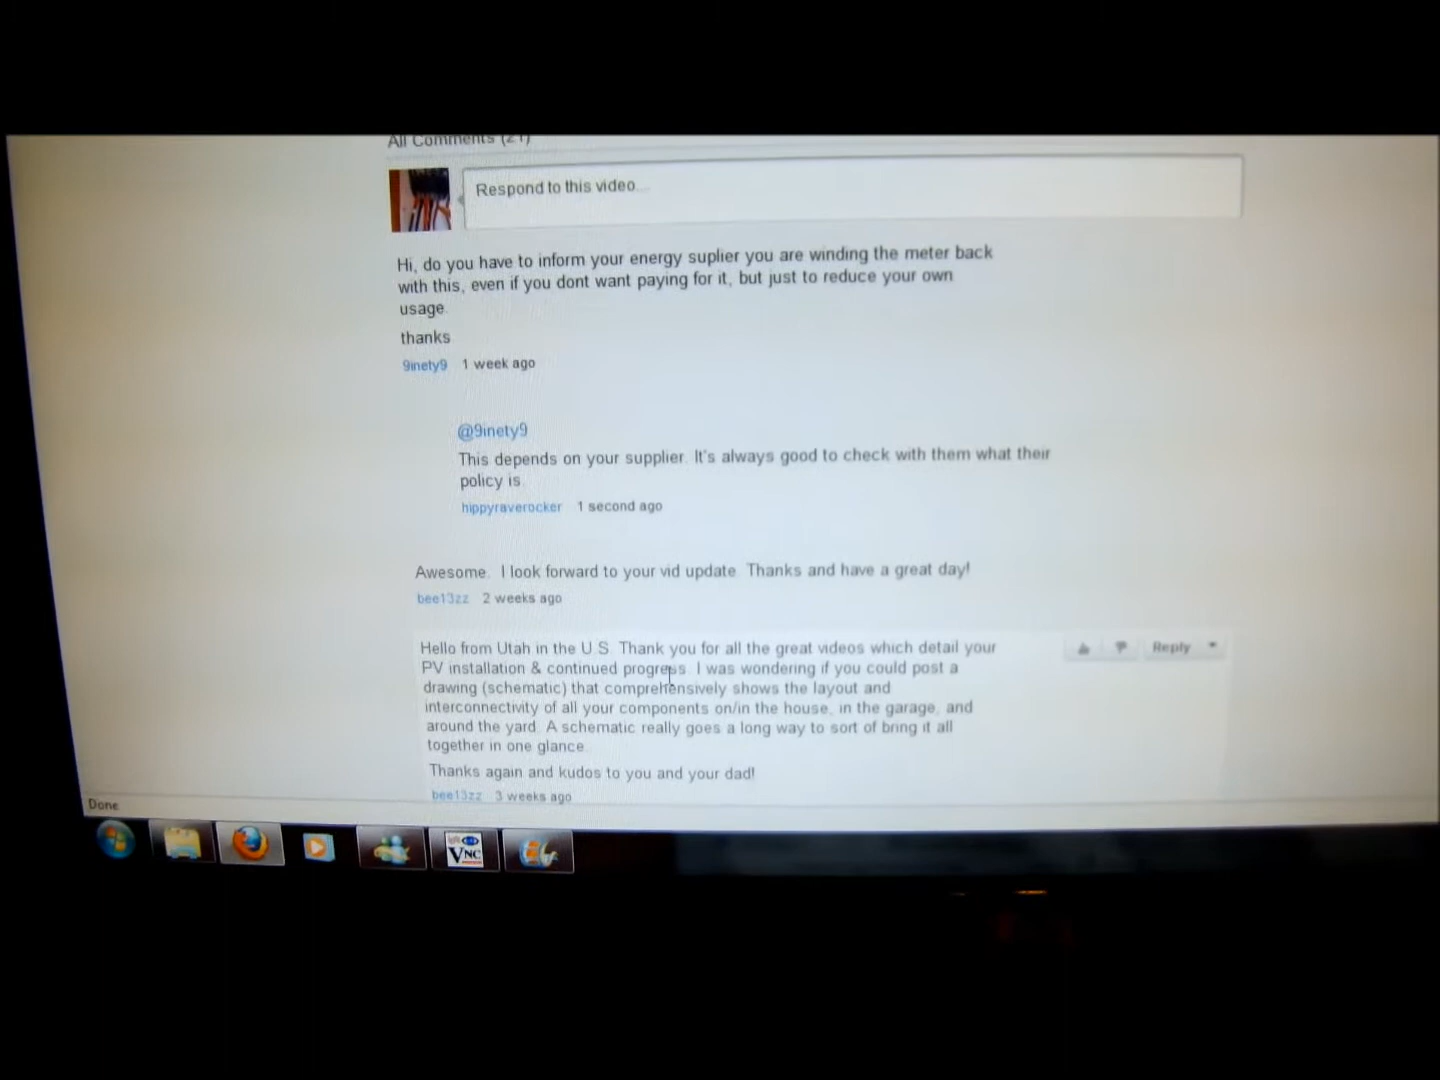 All Comments (21)
Respond to this video...
Hi, do you have to inform your energy suplier you are winding the meter back
with this, even if you dont want paying for it, but just to reduce your own
usage.
thanks
9inety9 1 week ago
@9inety9
This depends on your supplier. It's always good to check with them what their
policy is
hippyraverocker 1 second ago
Awesome. I look forward to your vid update. Thanks and have a great day!
bee13zz 2 weeks ago
Hello from Utah in the U.S. Thank you for all the great videos which detail your
PV installation & continued progress. I was wondering if you could post a
drawing (schematic) that comprehensively shows the layout and
interconnectivity of all your components on/in the house, in the garage, and
around the yard. A schematic really goes a long way to sort of bring it all
together in one glance.
Thanks again and kudos to you and your dad!
bee13zz 3 weeks ago
Reply
Done
VNC